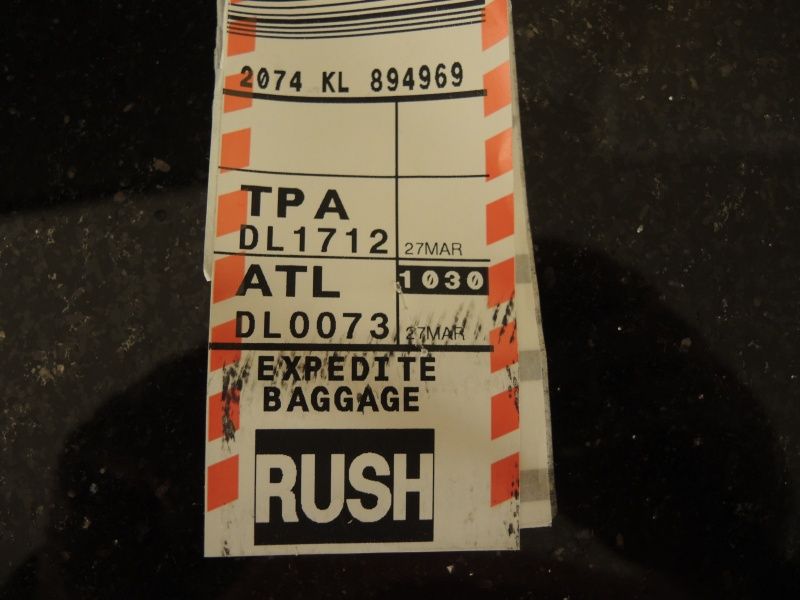 2074 KL 894969
TPA
DL1712 27MAR
ATL 1030
DL0073 27MAR
EXPEDITE
BAGGAGE
RUSH